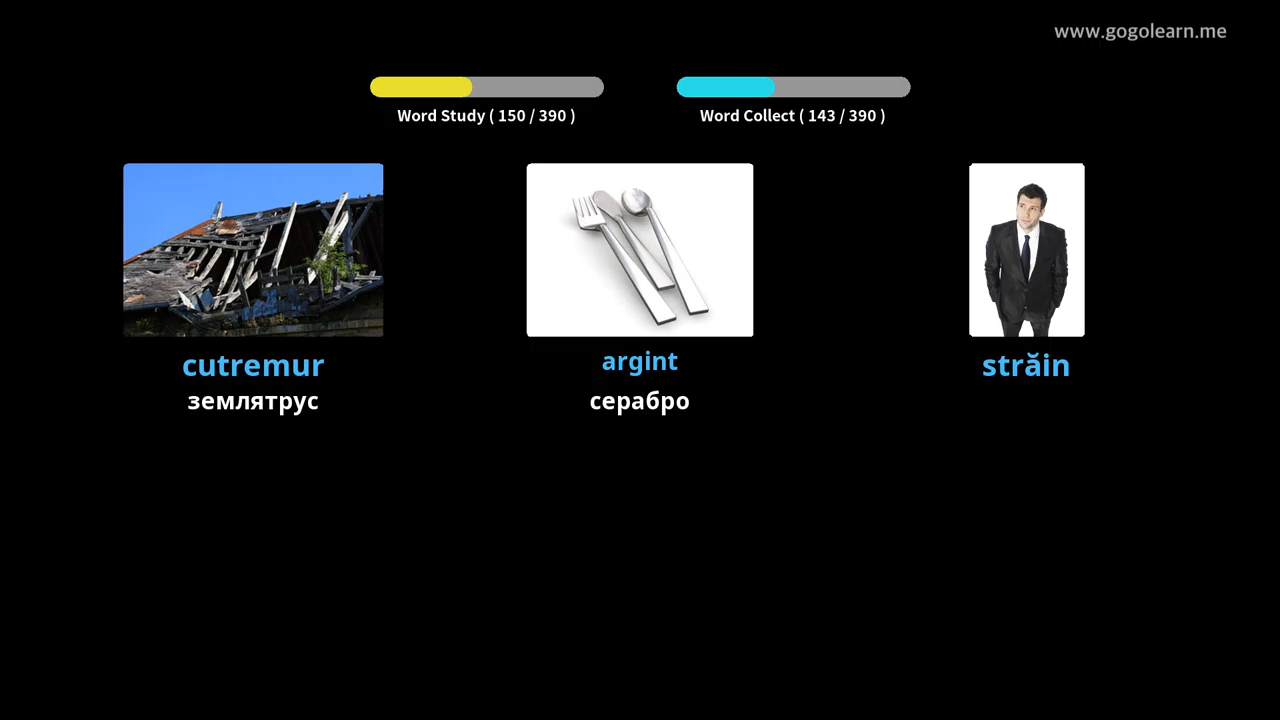 www.gogolearn.me
Word Study ( 150 / 390 )
Word Collect ( 143 / 390 )
cutremur
argint
străin
землятрус
серабро